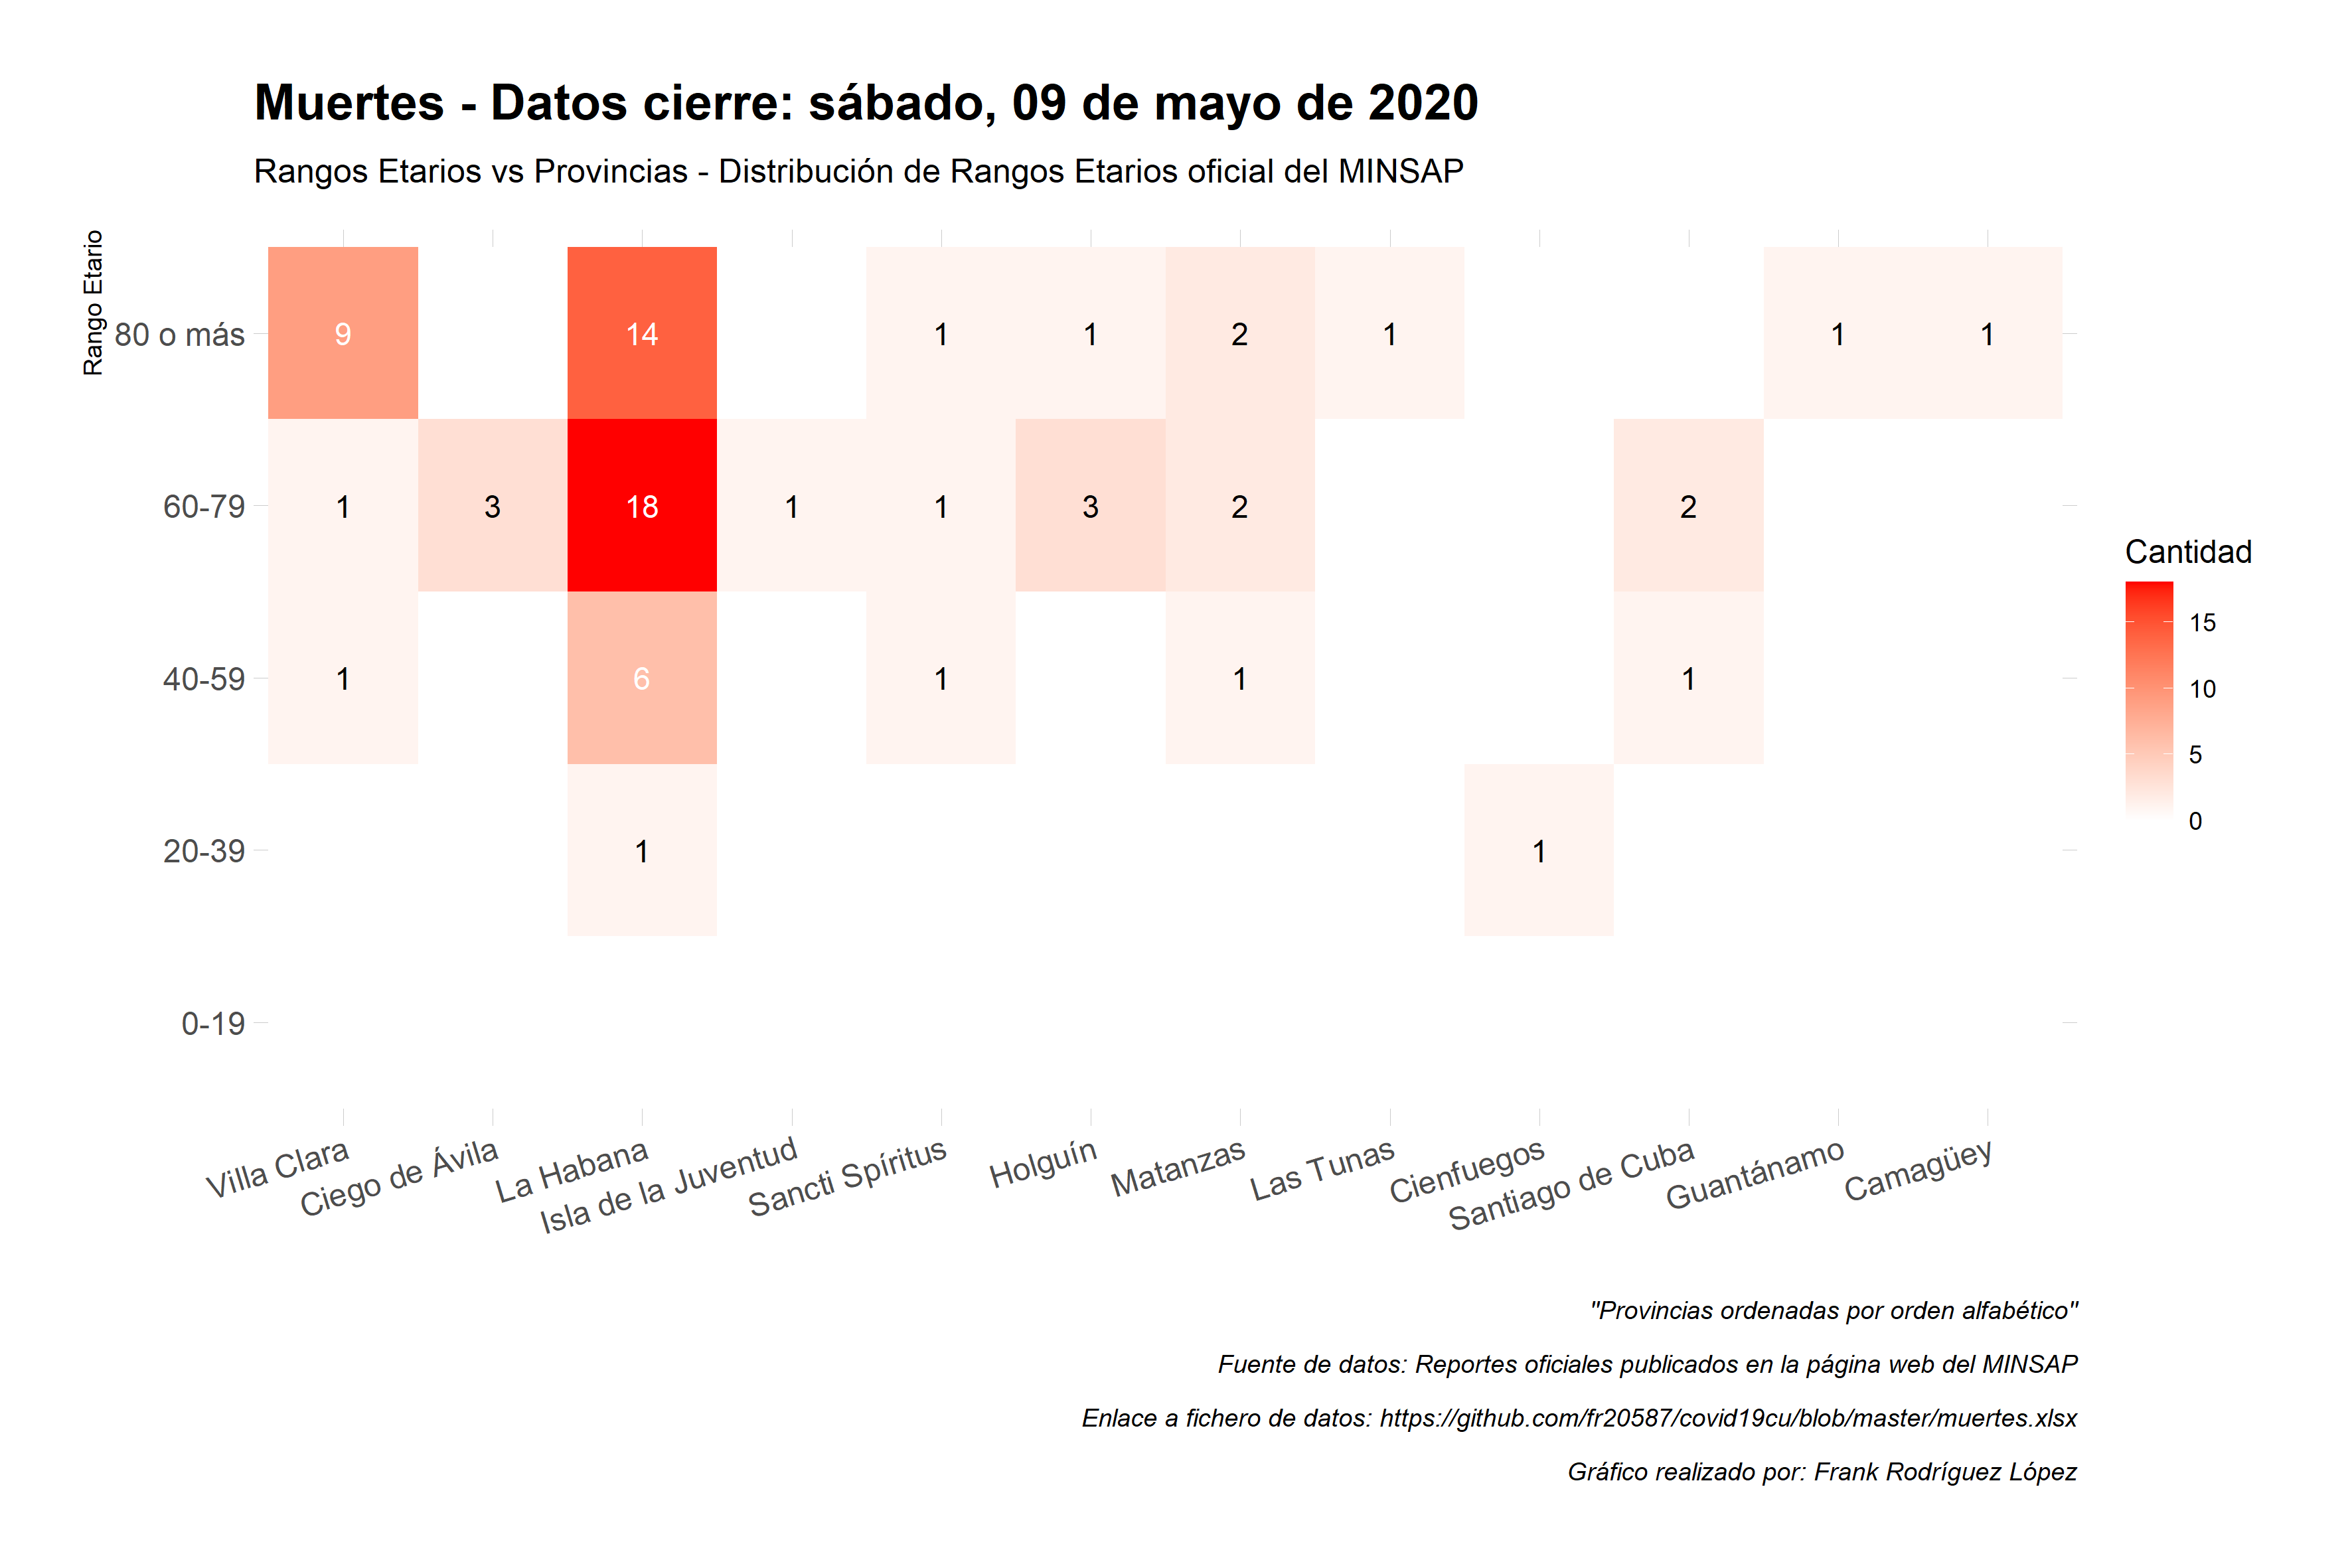 Muertes - Datos cierre: sábado, 09 de mayo de 2020
Rangos Etarios vs Provincias - Distribución de Rangos Etarios oficial del MINSAP
Rango Etario
80 o más 9 14 1 1 2 1 1 1
60-79 1 3 18 1 1 3 2 2
40-59 1 6 1 1 1
20-39 1 1
0-19
Villa Clara
Ciego de Ávila
La Habana
Isla de la Juventud
Sancti Spíritus
Holguín
Matanzas
Las Tunas
Cienfuegos
Santiago de Cuba
Guantánamo
Camagüey
Cantidad
15
10
5
0
"Provincias ordenadas por orden alfabético"
Fuente de datos: Reportes oficiales publicados en la página web del MINSAP
Enlace a fichero de datos: https://github.com/fr20587/covid19cu/blob/master/muertes.xlsx
Gráfico realizado por: Frank Rodríguez López